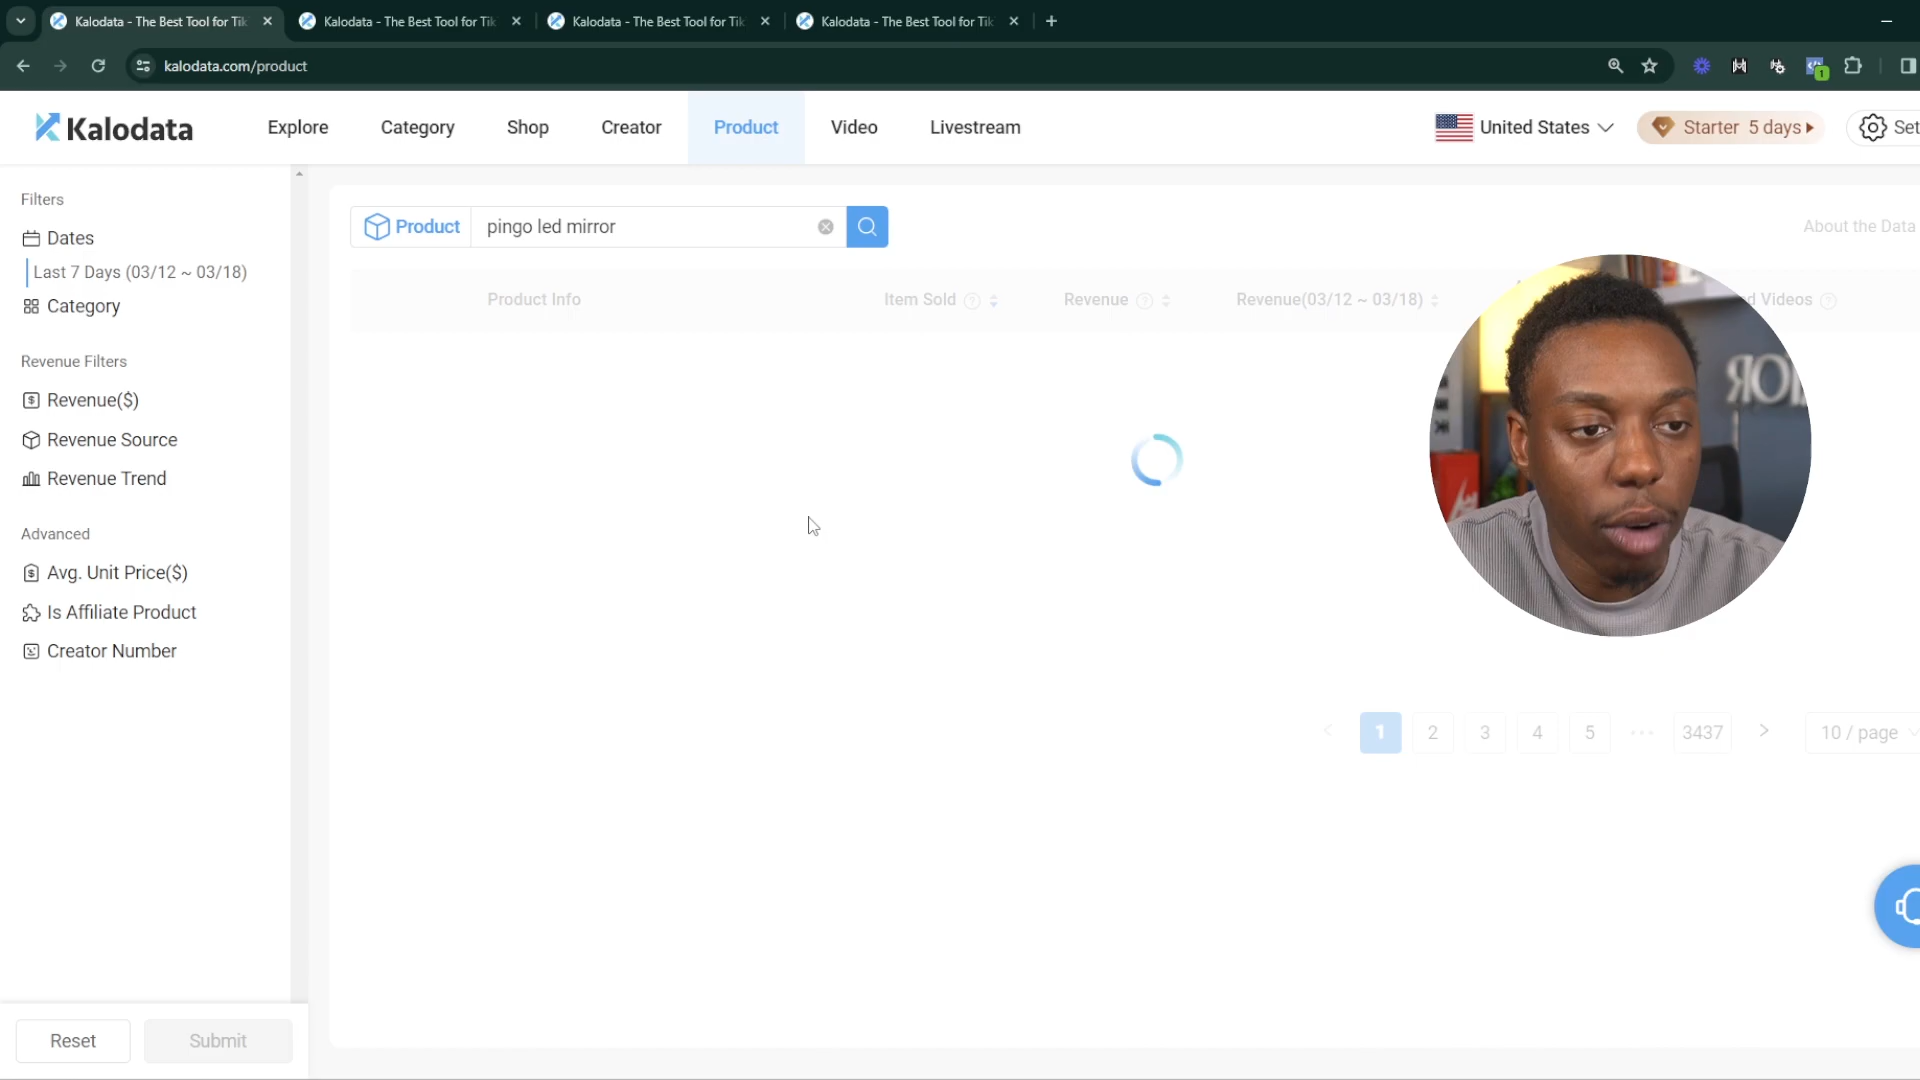 Kalodata - The Best Tool for Tik
Kalodata - The Best Tool for Tik
Kalodata - The Best Tool for Tik
Kalodata - The Best Tool for Tik
kalodata.com/product
1
Kalodata
Explore
Category
Shop
Creator
Product
Video
Livestream
United States
Starter 5 days
Set
Filters
Dates
Last 7 Days (03/12 ~ 03/18)
Category
Revenue Filters
Revenue($)
Revenue Source
Revenue Trend
Advanced
Avg. Unit Price($)
Is Affiliate Product
Creator Number
Reset
Submit
Product
pingo led mirror
About the Data
Product Info
Item Sold
Revenue
Revenue(03/12 ~ 03/18)
d Videos
1
2
3
4
5
3437
10 / page